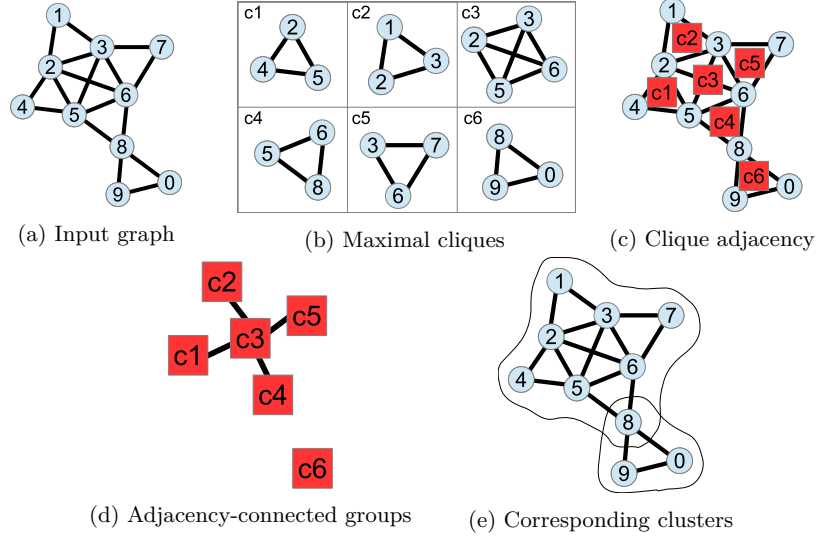 1
3
7
2
6
4
5
8
9
0
(a) Input graph
c1
2
4
5
c2
1
3
2
c3
3
2
6
5
c4
6
5
8
c5
3
7
6
c6
8
0
9
(b) Maximal cliques
1
c2
3
7
2
c5
c3
c1
6
4
5
c4
8
c6
0
9
(c) Clique adjacency
c2
c5
c3
c1
c4
c6
(d) Adjacency-connected groups
1
3
7
2
6
4
5
8
0
9
(e) Corresponding clusters